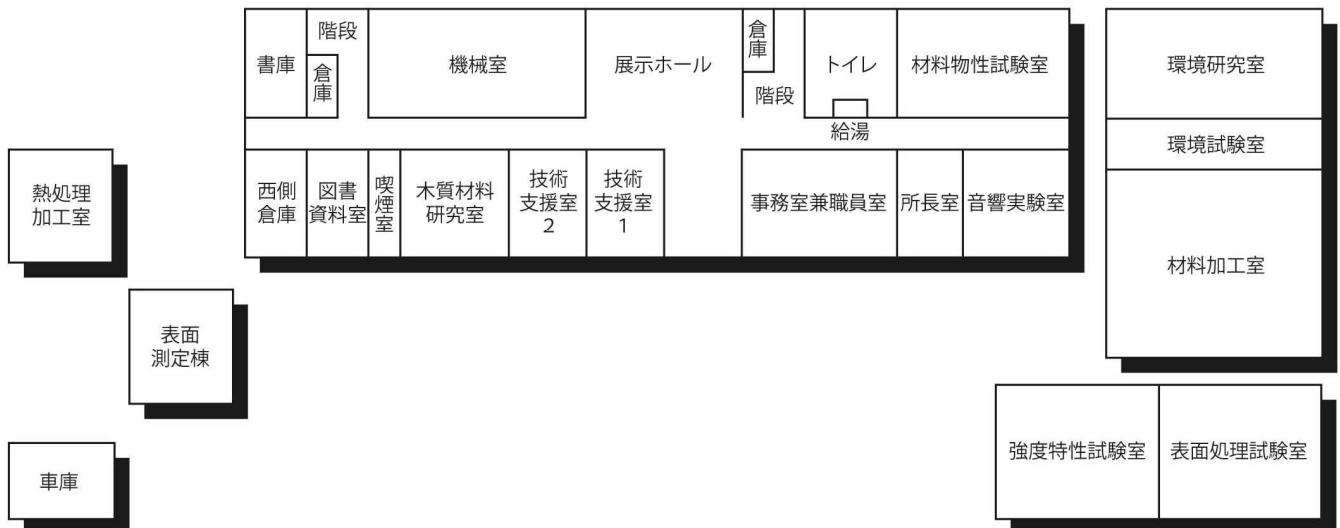 書庫
階段
倉庫
機械室
展示ホール
倉庫
階段
トイレ
給湯
材料物性試験室
西側
倉庫
図書
資料室
喫煙室
木質材料
研究室
技術
支援室
2
技術
支援室
1
事務室兼職員室
所長室
音響実験室
環境研究室
環境試験室
材料加工室
熱処理
加工室
表面
測定棟
車庫
強度特性試験室
表面処理試験室